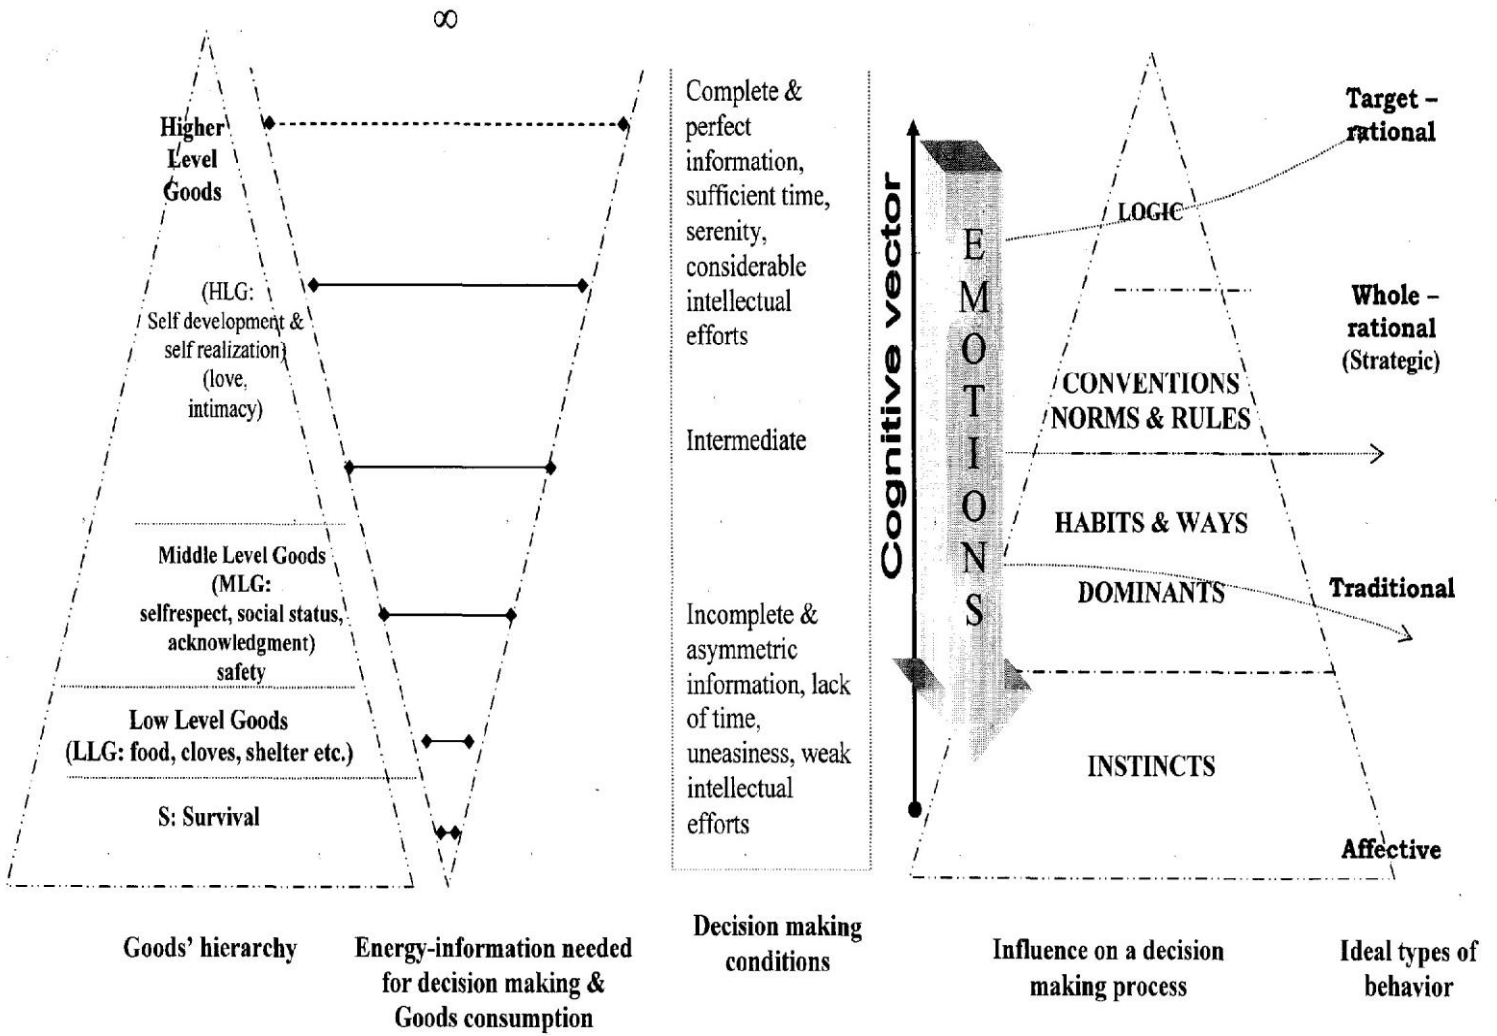 ∞
Higher
Level
Goods
(HLG:
Self development &
self realization)
(love,
intimacy)
Middle Level Goods
(MLG:
selfrespect, social status,
acknowledgment)
safety
Low Level Goods
(LLG: food, cloves, shelter etc.)
S: Survival
Goods' hierarchy
Energy-information needed
for decision making &
Goods consumption
Complete &
perfect
information,
sufficient time,
serenity,
considerable
intellectual
efforts
Intermediate
Incomplete &
asymmetric
information, lack
of time,
uneasiness, weak
intellectual
efforts
Decision making
conditions
Cognitive vector
EMOTIONS
LOGIC
CONVENTIONS
NORMS & RULES
HABITS & WAYS
DOMINANTS
INSTINCTS
Influence on a decision
making process
Target –
rational
Whole –
rational
(Strategic)
Traditional
Affective
Ideal types of
behavior